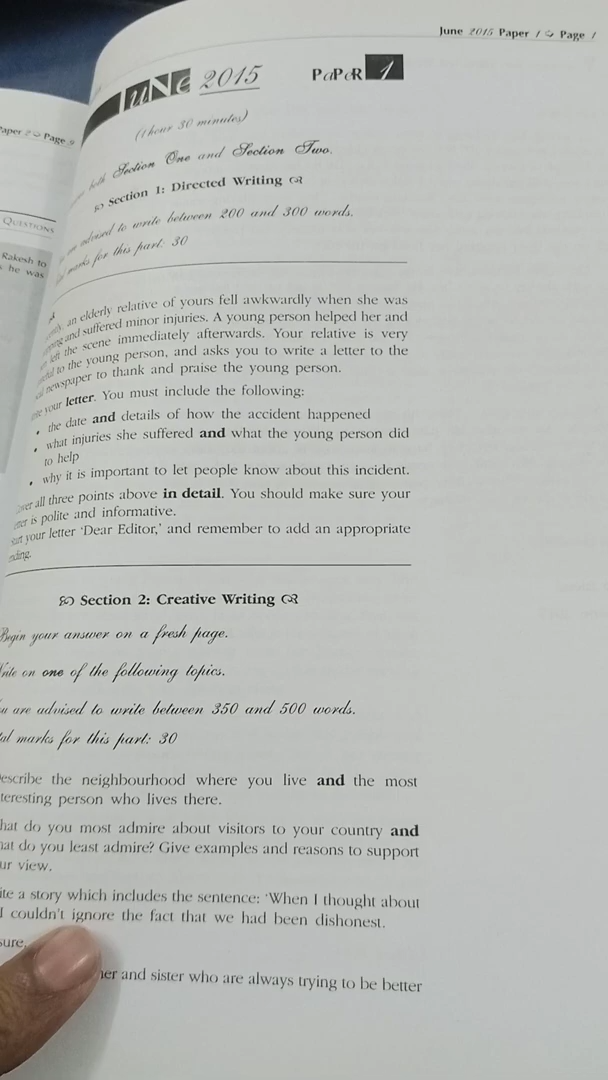 June 2015 Paper 1 Page 1
JuNe 2015 PaPeR 1
Paper 2 Page 9
(1 hour 30 minutes)
both Section One and Section Two.
Section 1: Directed Writing
advised to write between 200 and 300 words.
marks for this part: 30
QUESTIONS
Rakesh to
he was
an elderly relative of yours fell awkwardly when she was
and suffered minor injuries. A young person helped her and
left the scene immediately afterwards. Your relative is very
to the young person, and asks you to write a letter to the
newspaper to thank and praise the young person.
your letter. You must include the following:
• the date and details of how the accident happened
• what injuries she suffered and what the young person did
to help
• why it is important to let people know about this incident.
all three points above in detail. You should make sure your
is polite and informative.
your letter 'Dear Editor,' and remember to add an appropriate
Section 2: Creative Writing
Begin your answer on a fresh page.
on one of the following topics.
are advised to write between 350 and 500 words.
marks for this part: 30
the neighbourhood where you live and the most
person who lives there.
do you most admire about visitors to your country and
do you least admire? Give examples and reasons to support
view.
a story which includes the sentence: 'When I thought about
I couldn't ignore the fact that we had been dishonest.
and sister who are always trying to be better